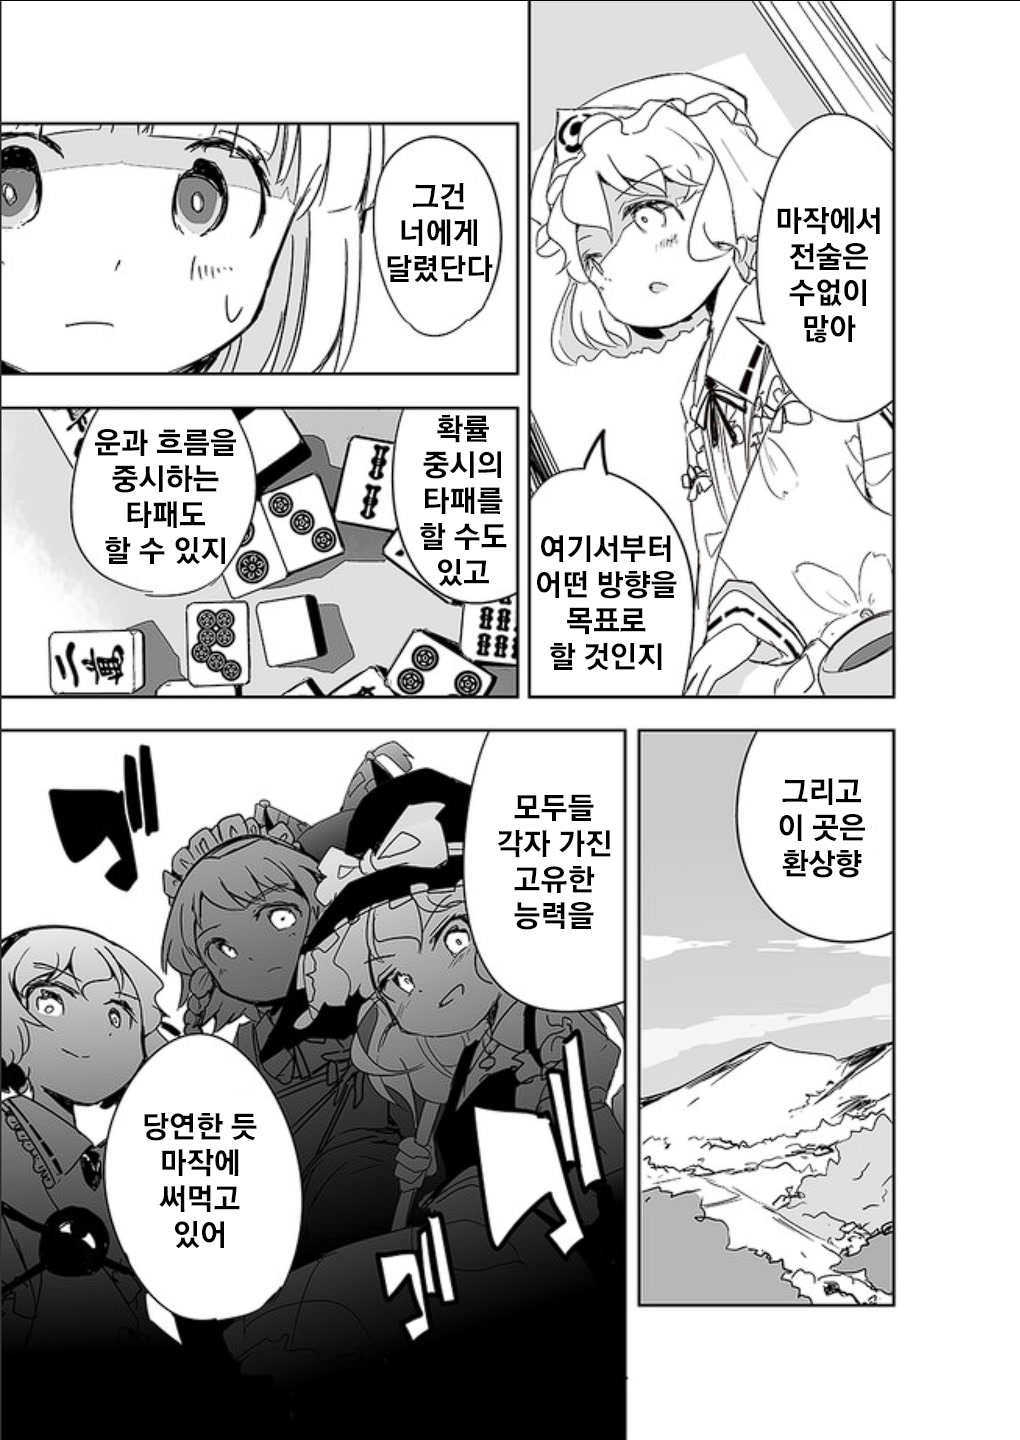 마작에서
전술은
수없이
많아
여기서부터
어떤 방향을
목표로
할 것인지
그건
너에게
달렸단다
확률
중시의
타패를
할 수도
있고
운과 흐름을
중시하는
타패도
할 수 있지
그리고
이 곳은
환상향
모두들
각자 가진
고유한
능력을
당연한 듯
마작에
써먹고
있어